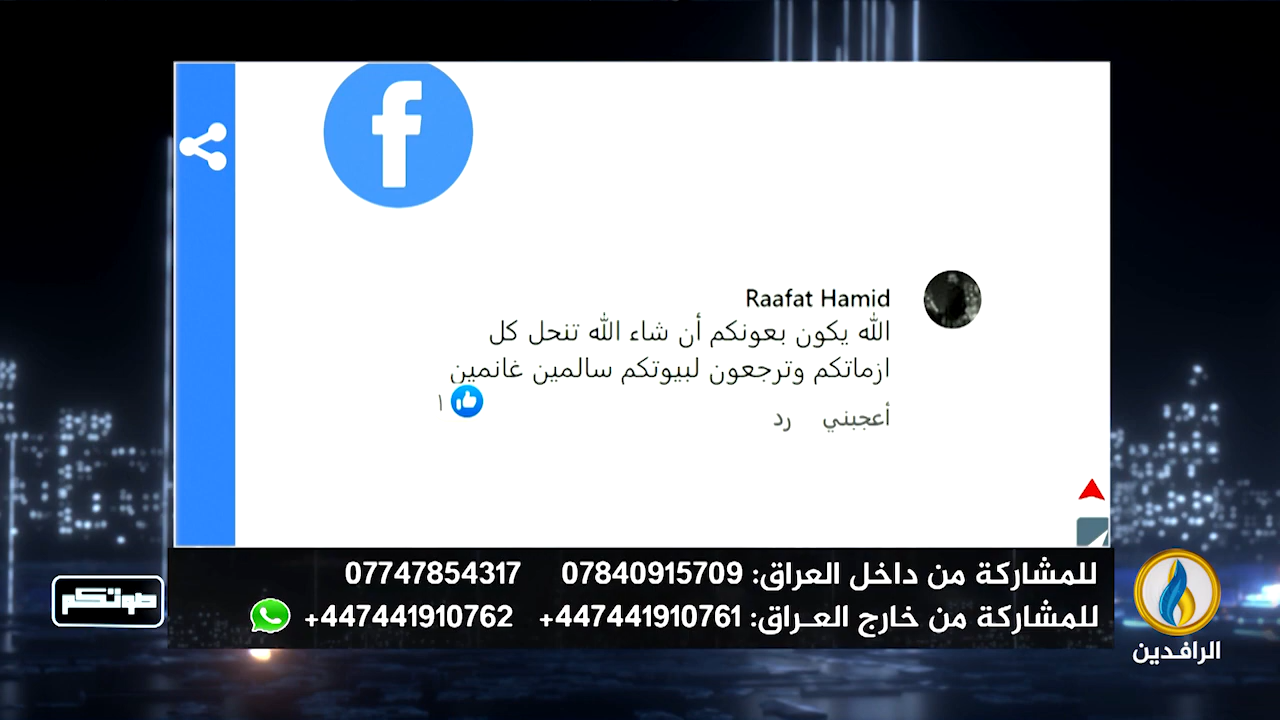 f
Raafat Hamid
الله يكون بعونكم أن شاء الله تنحل كل
ازماتكم وترجعون لبيوتكم سالمين غانمين
١
أعجبني رد
للمشاركة من داخل العراق: 07840915709 07747854317
للمشاركة من خارج العـراق: 447441910761+ 447441910762+
صوتكم
الرافدين